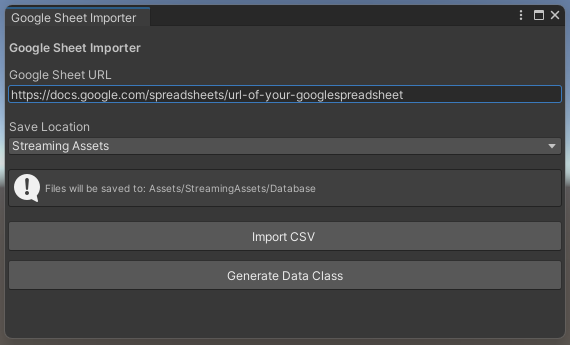 Google Sheet Importer
Google Sheet Importer
Google Sheet URL
https://docs.google.com/spreadsheets/url-of-your-googlespreadsheet
Save Location
Streaming Assets
Files will be saved to: Assets/StreamingAssets/Database
Import CSV
Generate Data Class